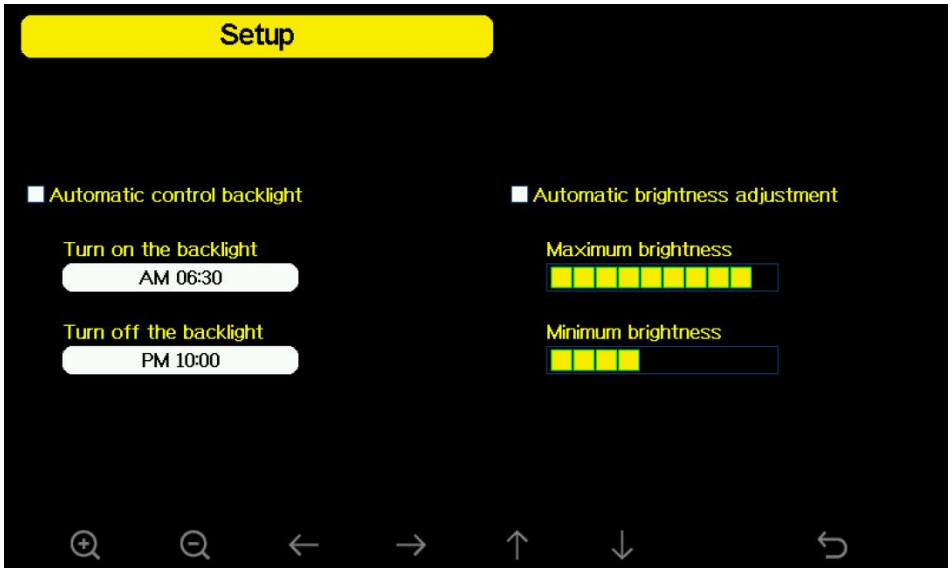 Setup
Automatic control backlight
Turn on the backlight
AM 06:30
Turn off the backlight
PM 10:00
Automatic brightness adjustment
Maximum brightness
Minimum brightness